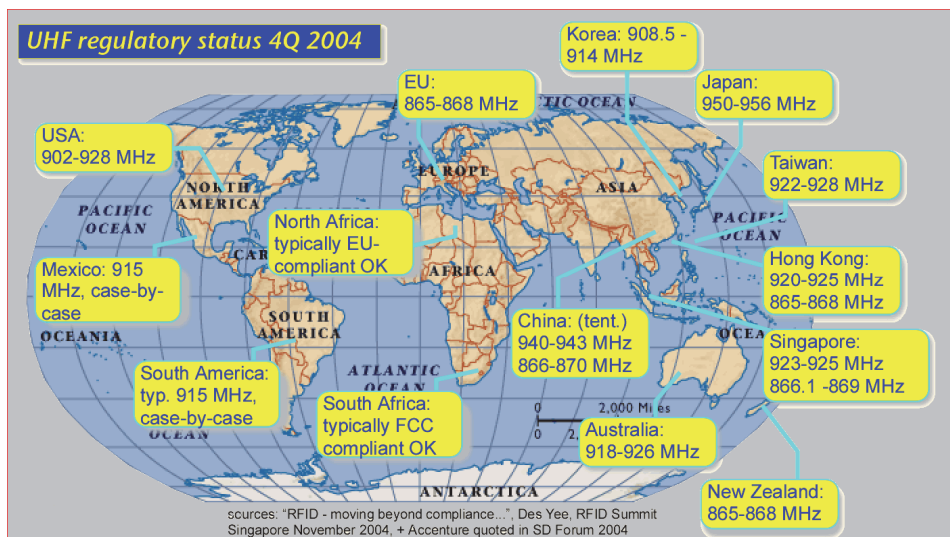 UHF regulatory status 4Q 2004
Korea: 908.5 -
914 MHz
EU:
865-868 MHz
Japan:
950-956 MHz
TIC OCEAN
USA:
902-928 MHz
Taiwan:
922-928 MHz
EUROPE
ASIA
NORTH
AMERICA
PACIFIC
OCEAN
North Africa:
typically EU-
compliant OK
PACIFIC
OCEAN
CAR
Hong Kong:
920-925 MHz
865-868 MHz
Mexico: 915
MHz, case-by-
case
AFRICA
SOUTH
AMERICA
China: (tent.)
940-943 MHz
866-870 MHz
OCEANIA
OCEA
Singapore:
923-925 MHz
866.1 -869 MHz
South America:
typ. 915 MHz,
case-by-case
ATLANTIC
OCEAN
South Africa:
typically FCC
compliant OK
0 2,000 Miles
0 2,
OCEAN
Australia:
918-926 MHz
New Zealand:
865-868 MHz
ANTARCTICA
scurces: “RFID - moving beyond compliance...”, Des Yee, RFID Summit
Singapore November 2004, + Accenture quoted in SD Forum 2004